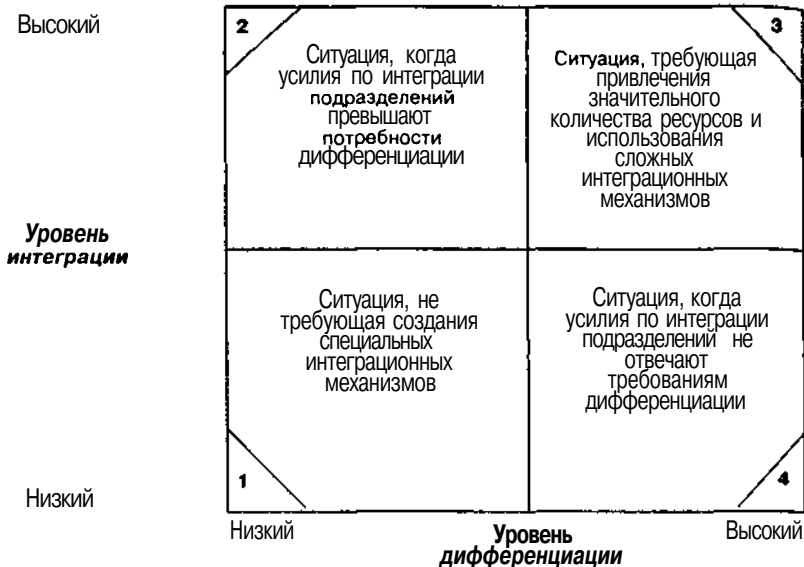 Высокий
2
Ситуация, когда
усилия по интеграции
подразделений
превышают
потребности
дифференциации
3
Ситуация, требующая
привлечения
значительного
количества ресурсов и
использования
сложных
интеграционных
механизмов
Уровень
интеграции
Ситуация, не
требующая создания
специальных
интеграционных
механизмов
1
Ситуация, когда
усилия по интеграции
подразделений не
отвечают
требованиям
дифференциации
4
Низкий
Низкий
Уровень
дифференциации
Высокий